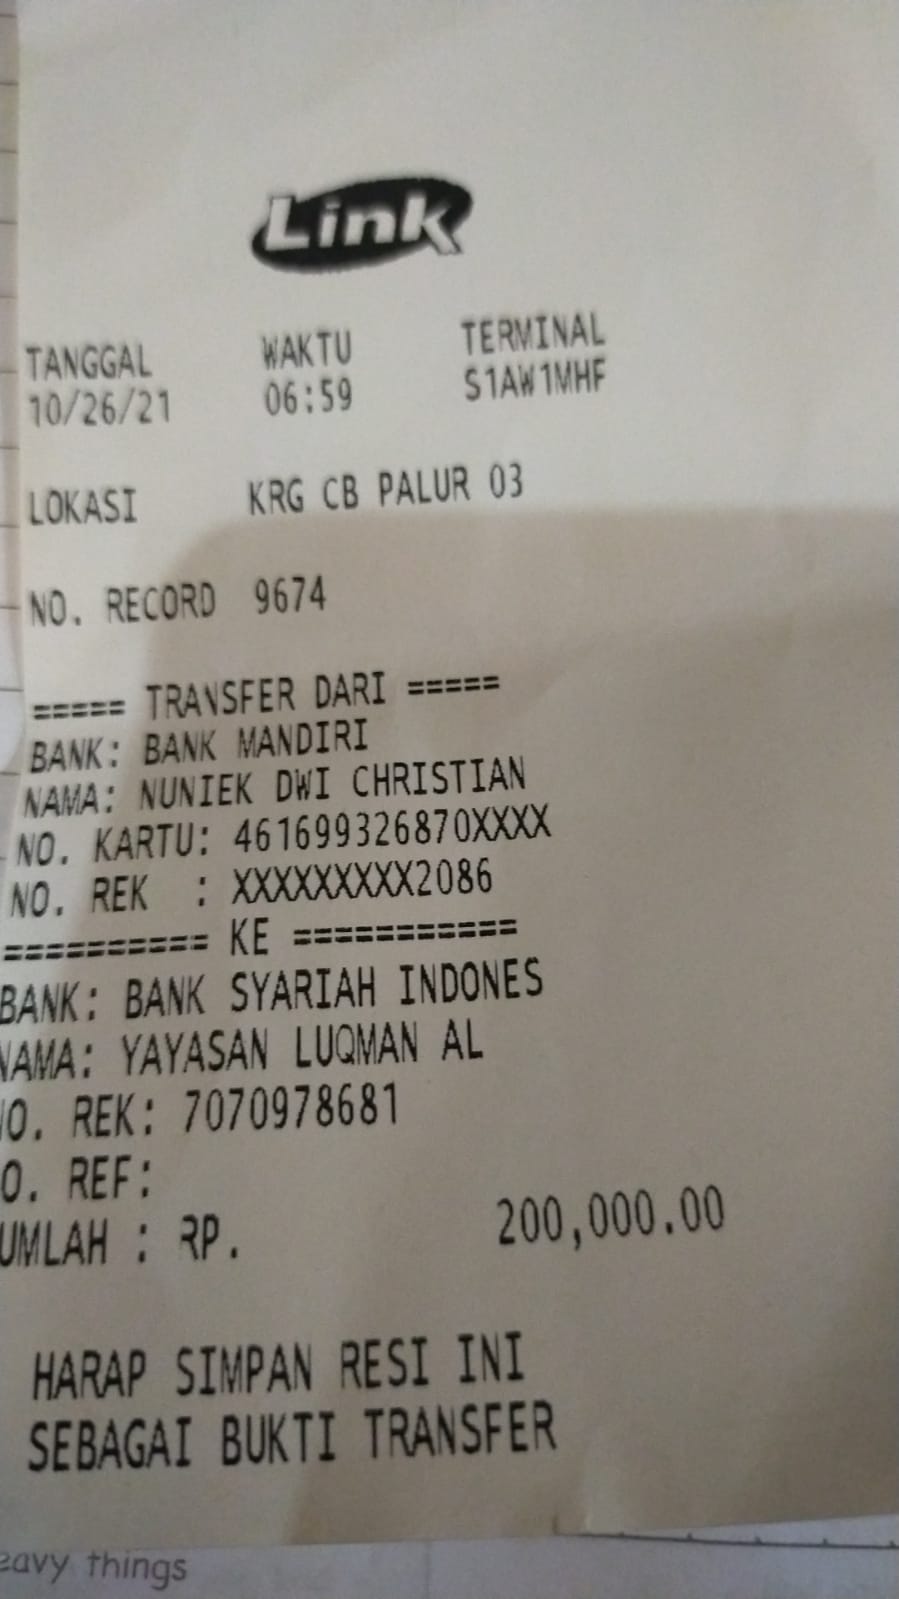 Link
TANGGAL WAKTU TERMINAL
10/26/21 06:59 S1AW1MHF
LOKASI KRG CB PALUR 03
NO. RECORD 9674
===== TRANSFER DARI =====
BANK: BANK MANDIRI
NAMA: NUNIEK DWI CHRISTIAN
NO. KARTU: 461699326870XXXX
NO. REK : XXXXXXXXX2086
========== KE ===========
BANK: BANK SYARIAH INDONES
NAMA: YAYASAN LUQMAN AL
NO. REK: 7070978681
O. REF:
UMLAH : RP. 200,000.00
HARAP SIMPAN RESI INI
SEBAGAI BUKTI TRANSFER
eavy things